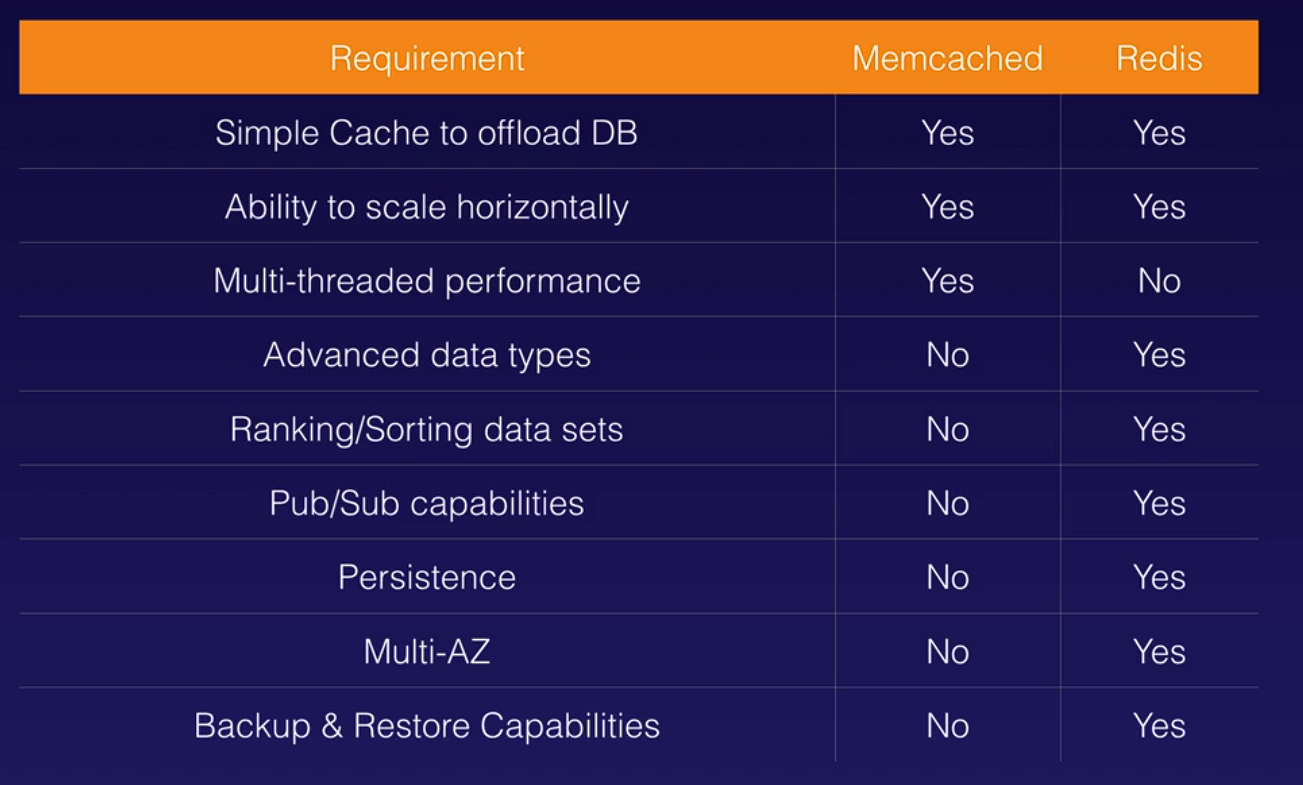 Requirement Memcached Redis
Simple Cache to offload DB Yes Yes
Ability to scale horizontally Yes Yes
Multi-threaded performance Yes No
Advanced data types No Yes
Ranking/Sorting data sets No Yes
Pub/Sub capabilities No Yes
Persistence No Yes
Multi-AZ No Yes
Backup & Restore Capabilities No Yes